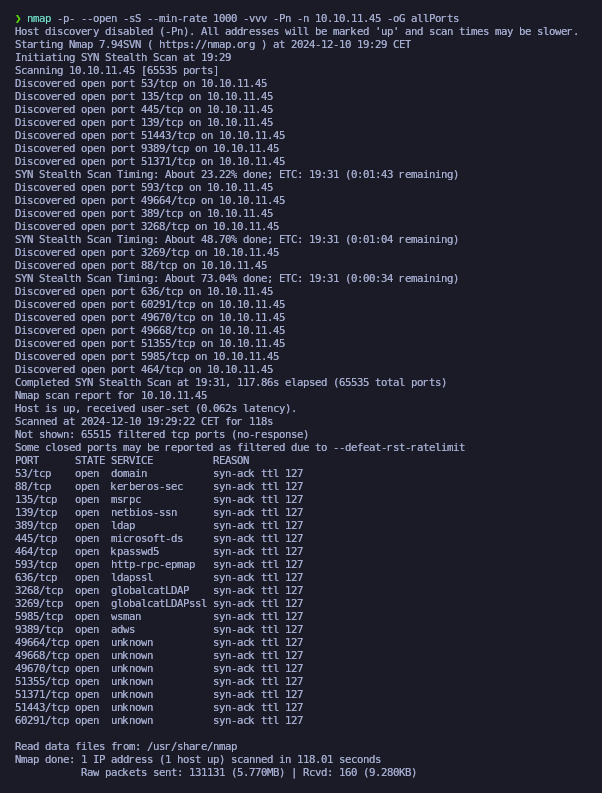 ❯ nmap -p- --open -sS --min-rate 1000 -vvv -Pn -n 10.10.11.45 -oG allPorts
Host discovery disabled (-Pn). All addresses will be marked 'up' and scan times may be slower.
Starting Nmap 7.94SVN ( https://nmap.org ) at 2024-12-10 19:29 CET
Initiating SYN Stealth Scan at 19:29
Scanning 10.10.11.45 [65535 ports]
Discovered open port 53/tcp on 10.10.11.45
Discovered open port 135/tcp on 10.10.11.45
Discovered open port 445/tcp on 10.10.11.45
Discovered open port 139/tcp on 10.10.11.45
Discovered open port 51443/tcp on 10.10.11.45
Discovered open port 9389/tcp on 10.10.11.45
Discovered open port 51371/tcp on 10.10.11.45
SYN Stealth Scan Timing: About 23.22% done; ETC: 19:31 (0:01:43 remaining)
Discovered open port 593/tcp on 10.10.11.45
Discovered open port 49664/tcp on 10.10.11.45
Discovered open port 389/tcp on 10.10.11.45
Discovered open port 3268/tcp on 10.10.11.45
SYN Stealth Scan Timing: About 48.70% done; ETC: 19:31 (0:01:04 remaining)
Discovered open port 3269/tcp on 10.10.11.45
Discovered open port 88/tcp on 10.10.11.45
SYN Stealth Scan Timing: About 73.04% done; ETC: 19:31 (0:00:34 remaining)
Discovered open port 636/tcp on 10.10.11.45
Discovered open port 60291/tcp on 10.10.11.45
Discovered open port 49670/tcp on 10.10.11.45
Discovered open port 49668/tcp on 10.10.11.45
Discovered open port 51355/tcp on 10.10.11.45
Discovered open port 5985/tcp on 10.10.11.45
Discovered open port 464/tcp on 10.10.11.45
Completed SYN Stealth Scan at 19:31, 117.86s elapsed (65535 total ports)
Nmap scan report for 10.10.11.45
Host is up, received user-set (0.062s latency).
Scanned at 2024-12-10 19:29:22 CET for 118s
Not shown: 65515 filtered tcp ports (no-response)
Some closed ports may be reported as filtered due to --defeat-rst-ratelimit
PORT      STATE SERVICE          REASON
53/tcp    open  domain           syn-ack ttl 127
88/tcp    open  kerberos-sec     syn-ack ttl 127
135/tcp   open  msrpc            syn-ack ttl 127
139/tcp   open  netbios-ssn      syn-ack ttl 127
389/tcp   open  ldap             syn-ack ttl 127
445/tcp   open  microsoft-ds     syn-ack ttl 127
464/tcp   open  kpasswd5         syn-ack ttl 127
593/tcp   open  http-rpc-epmap   syn-ack ttl 127
636/tcp   open  ldapssl          syn-ack ttl 127
3268/tcp  open  globalcatLDAP    syn-ack ttl 127
3269/tcp  open  globalcatLDAPssl syn-ack ttl 127
5985/tcp  open  wsman            syn-ack ttl 127
9389/tcp  open  adws             syn-ack ttl 127
49664/tcp open  unknown          syn-ack ttl 127
49668/tcp open  unknown          syn-ack ttl 127
49670/tcp open  unknown          syn-ack ttl 127
51355/tcp open  unknown          syn-ack ttl 127
51371/tcp open  unknown          syn-ack ttl 127
51443/tcp open  unknown          syn-ack ttl 127
60291/tcp open  unknown          syn-ack ttl 127
Read data files from: /usr/share/nmap
Nmap done: 1 IP address (1 host up) scanned in 118.01 seconds
Raw packets sent: 131131 (5.770MB) | Rcvd: 160 (9.280KB)